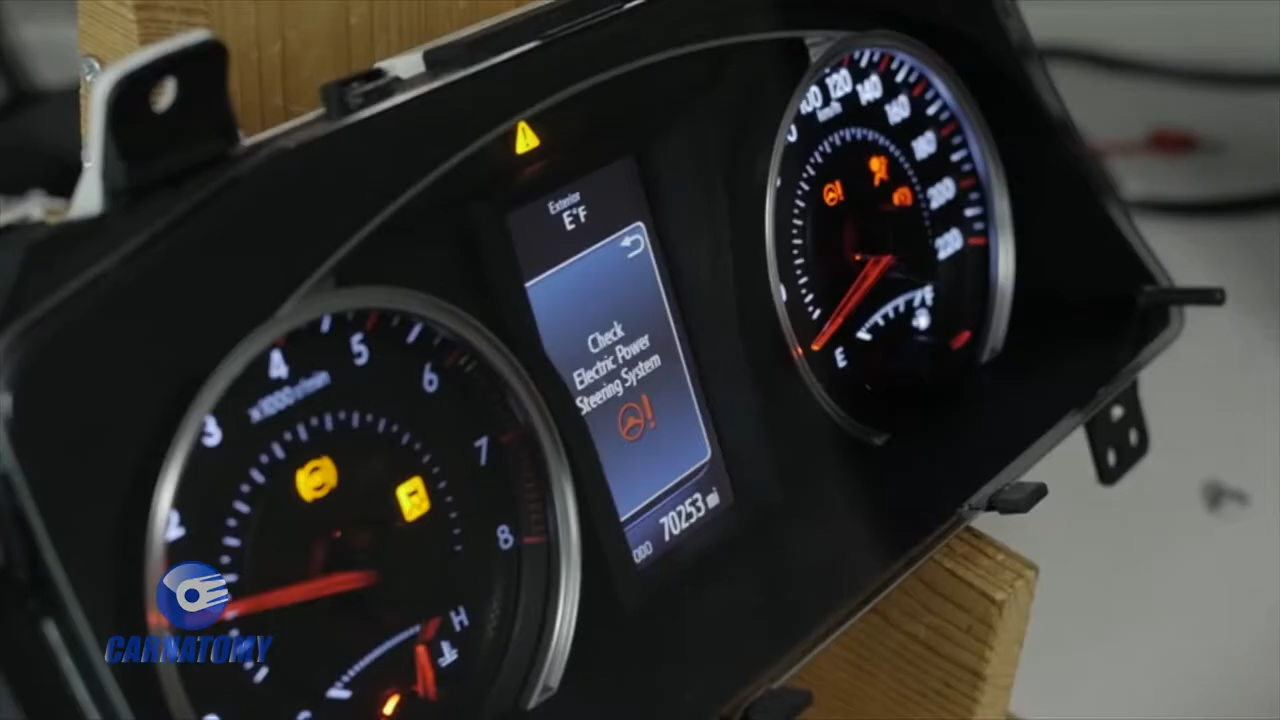 Exterior
E°F
Check
Electric Power
Steering System
!
ODO 70253 mi
2
3
4
5
6
7
8
x1000r/min
H
100
120
140
160
180
200
220
km/h
!
E
F
CARNATOMY